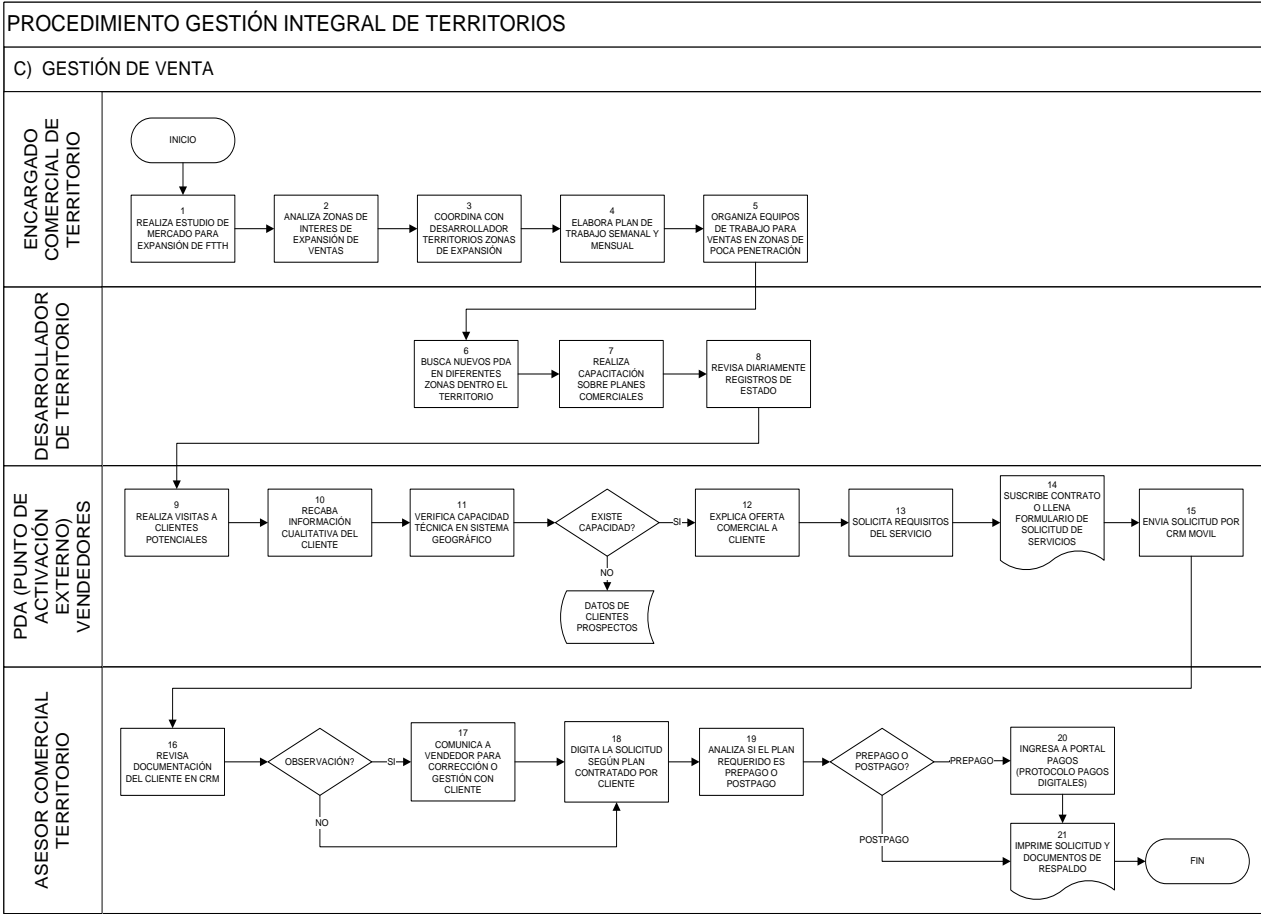 PROCEDIMIENTO GESTIÓN INTEGRAL DE TERRITORIOS
C) GESTIÓN DE VENTA
ENCARGADO
COMERCIAL DE
TERRITORIO
INICIO
1
REALIZA ESTUDIO DE
MERCADO PARA
EXPANSIÓN DE FTTH
2
ANALIZA ZONAS DE
INTERES DE
EXPANSIÓN DE
VENTAS
3
COORDINA CON
DESARROLLADOR
TERRITORIOS ZONAS
DE EXPANSIÓN
4
ELABORA PLAN DE
TRABAJO SEMANAL Y
MENSUAL
5
ORGANIZA EQUIPOS
DE TRABAJO PARA
VENTAS EN ZONAS DE
POCA PENETRACIÓN
DESARROLLADOR
DE TERRITORIO
6
BUSCA NUEVOS PDA
EN DIFERENTES
ZONAS DENTRO EL
TERRITORIO
7
REALIZA
CAPACITACIÓN
SOBRE PLANES
COMERCIALES
8
REVISA DIARIAMENTE
REGISTROS DE
ESTADO
PDA (PUNTO DE
ACTIVACIÓN
EXTERNO)
VENDEDORES
9
REALIZA VISITAS A
CLIENTES
POTENCIALES
10
RECABA
INFORMACIÓN
CUALITATIVA DEL
CLIENTE
11
VERIFICA CAPACIDAD
TÉCNICA EN SISTEMA
GEOGRÁFICO
EXISTE
CAPACIDAD?
SI
NO
DATOS DE
CLIENTES
PROSPECTOS
12
EXPLICA OFERTA
COMERCIAL A
CLIENTE
13
SOLICITA REQUISITOS
DEL SERVICIO
14
SUSCRIBE CONTRATO
O LLENA
FORMULARIO DE
SOLICITUD DE
SERVICIOS
15
ENVIA SOLICITUD POR
CRM MOVIL
ASESOR COMERCIAL
TERRITORIO
16
REVISA
DOCUMENTACIÓN
DEL CLIENTE EN CRM
OBSERVACIÓN?
SI
NO
17
COMUNICA A
VENDEDOR PARA
CORRECCIÓN O
GESTIÓN CON
CLIENTE
18
DIGITA LA SOLICITUD
SEGÚN PLAN
CONTRATADO POR
CLIENTE
19
ANALIZA SI EL PLAN
REQUERIDO ES
PREPAGO O
POSTPAGO
PREPAGO O
POSTPAGO?
PREPAGO
POSTPAGO
20
INGRESA A PORTAL
PAGOS
(PROTOCOLO PAGOS
DIGITALES)
21
IMPRIME SOLICITUD Y
DOCUMENTOS DE
RESPALDO
FIN